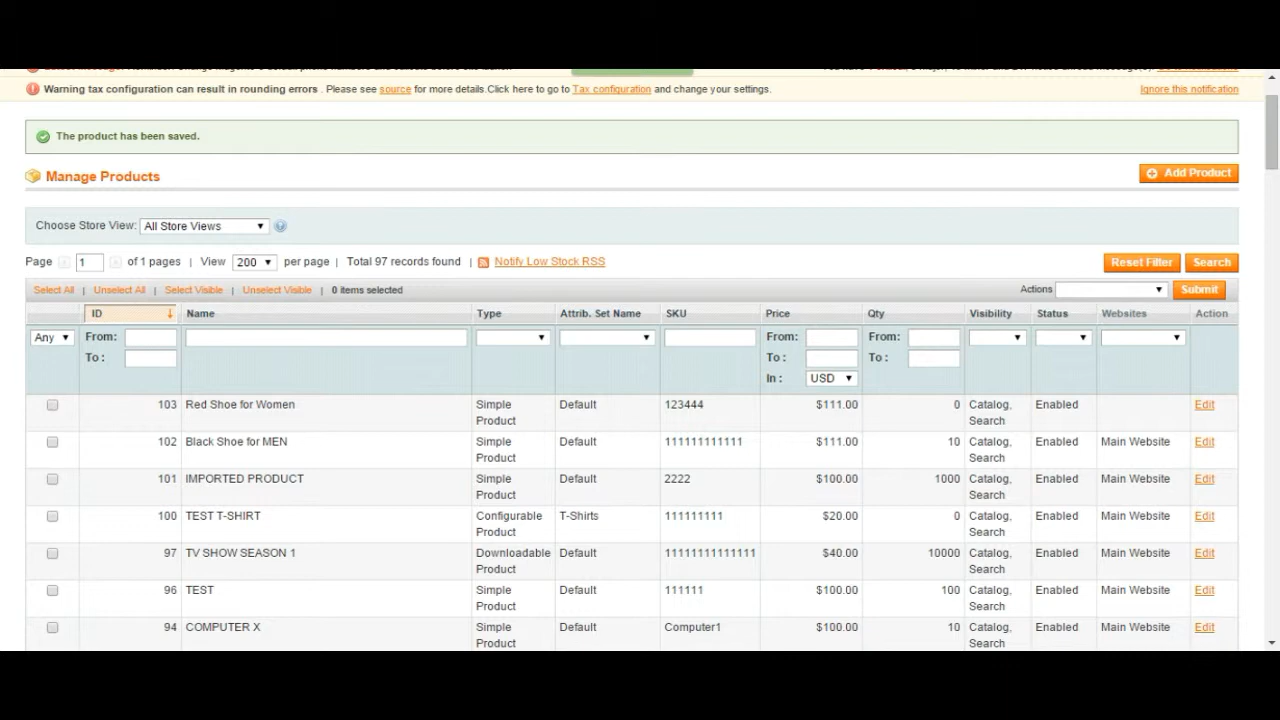 Warning tax configuration can result in rounding errors . Please see source for more details.Click here to go to Tax configuration and change your settings. Ignore this notification
The product has been saved.
Manage Products Add Product
Choose Store View: All Store Views
Page 1 of 1 pages | View 200 per page | Total 97 records found | Notify Low Stock RSS Reset Filter Search
Select All | Unselect All | Select Visible | Unselect Visible | 0 items selected Actions Submit
ID Name Type Attrib. Set Name SKU Price Qty Visibility Status Websites Action
Any From: From: From:
To : To : To :
In : USD
103 Red Shoe for Women Simple Default 123444 $111.00 0 Catalog, Enabled Edit
Product Search
102 Black Shoe for MEN Simple Default 111111111111 $111.00 10 Catalog, Enabled Main Website Edit
Product Search
101 IMPORTED PRODUCT Simple Default 2222 $100.00 1000 Catalog, Enabled Main Website Edit
Product Search
100 TEST T-SHIRT Configurable T-Shirts 111111111 $20.00 0 Catalog, Enabled Main Website Edit
Product Search
97 TV SHOW SEASON 1 Downloadable Default 11111111111111 $40.00 10000 Catalog, Enabled Main Website Edit
Product Search
96 TEST Simple Default 111111 $100.00 100 Catalog, Enabled Main Website Edit
Product Search
94 COMPUTER X Simple Default Computer1 $100.00 10 Catalog, Enabled Main Website Edit
Product Search